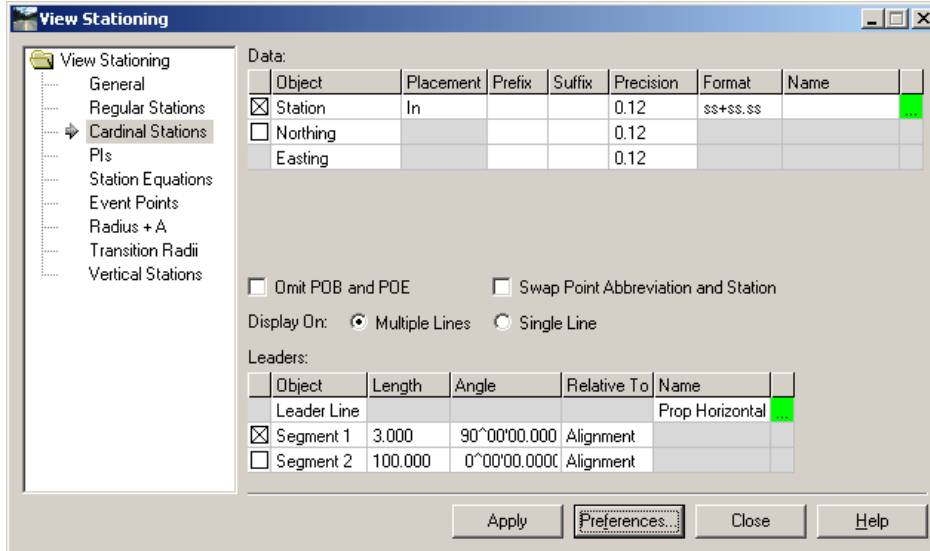 View Stationing
View Stationing
General
Regular Stations
Cardinal Stations
PIs
Station Equations
Event Points
Radius + A
Transition Radii
Vertical Stations
Data:
Object Placement Prefix Suffix Precision Format Name
Station In 0.12 ss+ss.ss ...
Northing 0.12
Easting 0.12
Omit POB and POE Swap Point Abbreviation and Station
Display On: Multiple Lines Single Line
Leaders:
Object Length Angle Relative To Name
Leader Line Prop Horizontal ...
Segment 1 3.000 90^00'00.000 Alignment
Segment 2 100.000 0^00'00.000( Alignment
Apply Preferences... Close Help